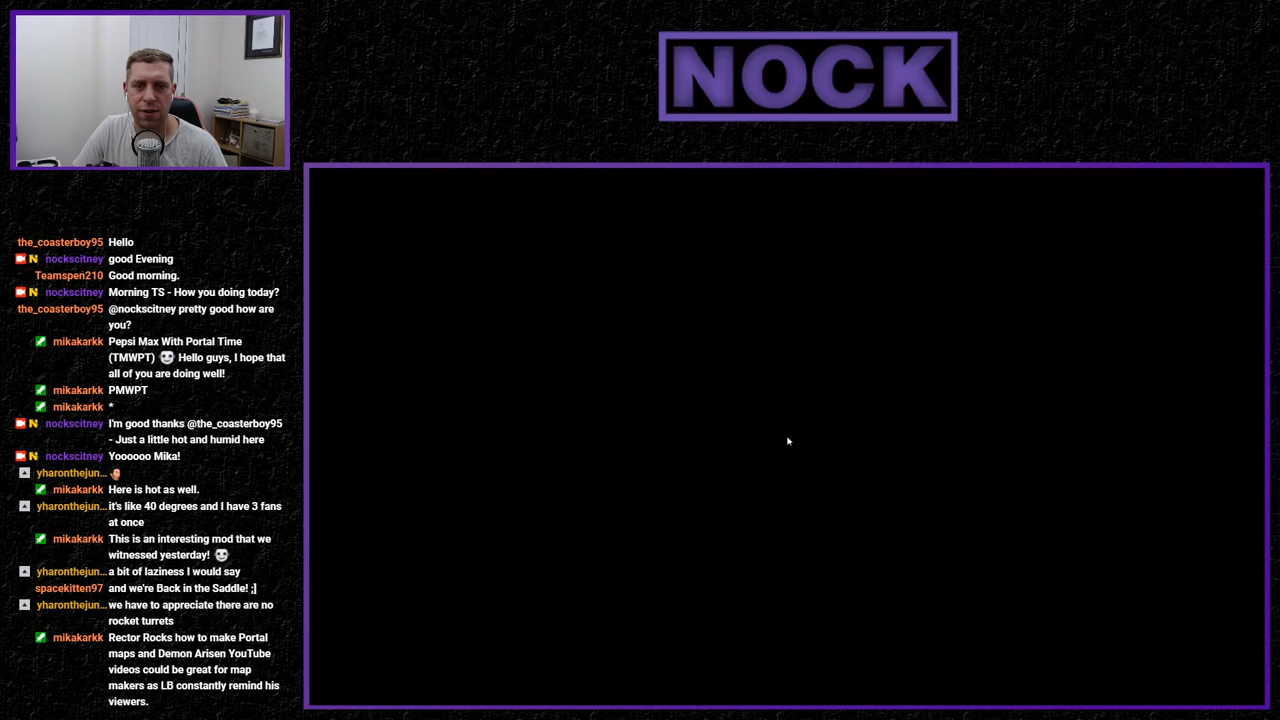 NOCK
the_coasterboy95 Hello
nockscitney good Evening
Teamspen210 Good morning.
nockscitney Morning TS - How you doing today?
the_coasterboy95 @nockscitney pretty good how are
you?
mikakarkk Pepsi Max With Portal Time
(TMWPT) Hello guys, I hope that
all of you are doing well!
mikakarkk PMWPT
mikakarkk *
nockscitney I'm good thanks @the_coasterboy95
- Just a little hot and humid here
nockscitney Yoooooo Mika!
yharonthejun...
mikakarkk Here is hot as well.
yharonthejun... it's like 40 degrees and I have 3 fans
at once
mikakarkk This is an interesting mod that we
witnessed yesterday!
yharonthejun... a bit of laziness I would say
spacekitten97 and we're Back in the Saddle! ;]
yharonthejun... we have to appreciate there are no
rocket turrets
mikakarkk Rector Rocks how to make Portal
maps and Demon Arisen YouTube
videos could be great for map
makers as LB constantly remind his
viewers.